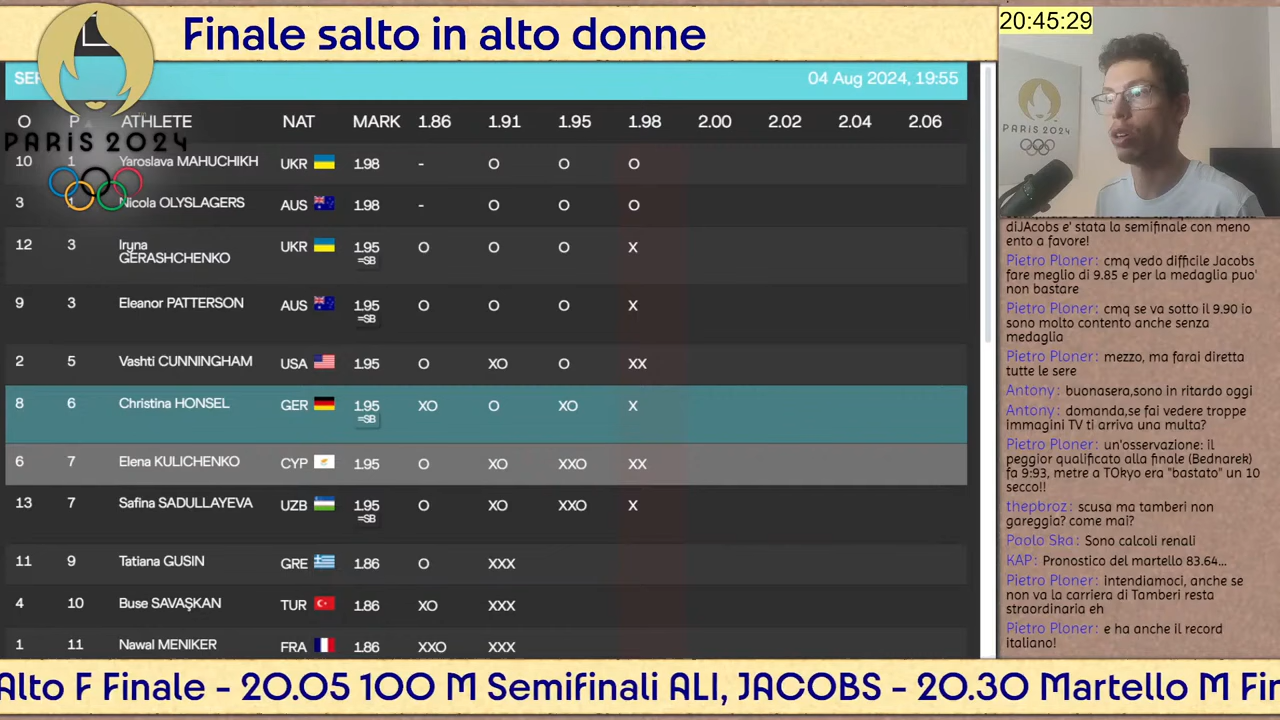 Finale salto in alto donne
20:45:29
04 Aug 2024, 19:55
O P ATHLETE NAT MARK 1.86 1.91 1.95 1.98 2.00 2.02 2.04 2.06
PARIS 2024
10 1 Yaroslava MAHUCHIKH UKR 1.98 - O O O
3 1 Nicola OLYSLAGERS AUS 1.98 - O O O
12 3 Iryna GERASHCHENKO UKR 1.95 =SB O O O X
9 3 Eleanor PATTERSON AUS 1.95 =SB O O O X
2 5 Vashti CUNNINGHAM USA 1.95 O XO O XX
8 6 Christina HONSEL GER 1.95 =SB XO O XO X
6 7 Elena KULICHENKO CYP 1.95 O XO XXO XX
13 7 Safina SADULLAYEVA UZB 1.95 =SB O XO XXO X
11 9 Tatiana GUSIN GRE 1.86 O XXX
4 10 Buse SAVAŞKAN TUR 1.86 XO XXX
1 11 Nawal MENIKER FRA 1.86 XXO XXX
PARIS 2024
diJAcobs e' stata la semifinale con meno
ento a favore!
Pietro Ploner: cmq vedo difficile Jacobs
fare meglio di 9.85 e per la medaglia puo'
non bastare
Pietro Ploner: cmq se va sotto il 9.90 io
sono molto contento anche senza
medaglia
Pietro Ploner: mezzo, ma farai diretta
tutte le sere
Antony: buonasera,sono in ritardo oggi
Antony: domanda,se fai vedere troppe
immagini TV ti arriva una multa?
Pietro Ploner: un'osservazione: il
peggior qualificato alla finale (Bednarek)
fa 9:93, metre a TOkyo era "bastato" un 10
secco!!
thepbroz: scusa ma tamberi non
gareggia? come mai?
Paolo Ska: Sono calcoli renali
KAP: Pronostico del martello 83.64...
Pietro Ploner: intendiamoci, anche se
non va la carriera di Tamberi resta
straordinaria eh
Pietro Ploner: e ha anche il record
italiano!
Alto F Finale - 20.05 100 M Semifinali ALI, JACOBS - 20.30 Martello M Fin